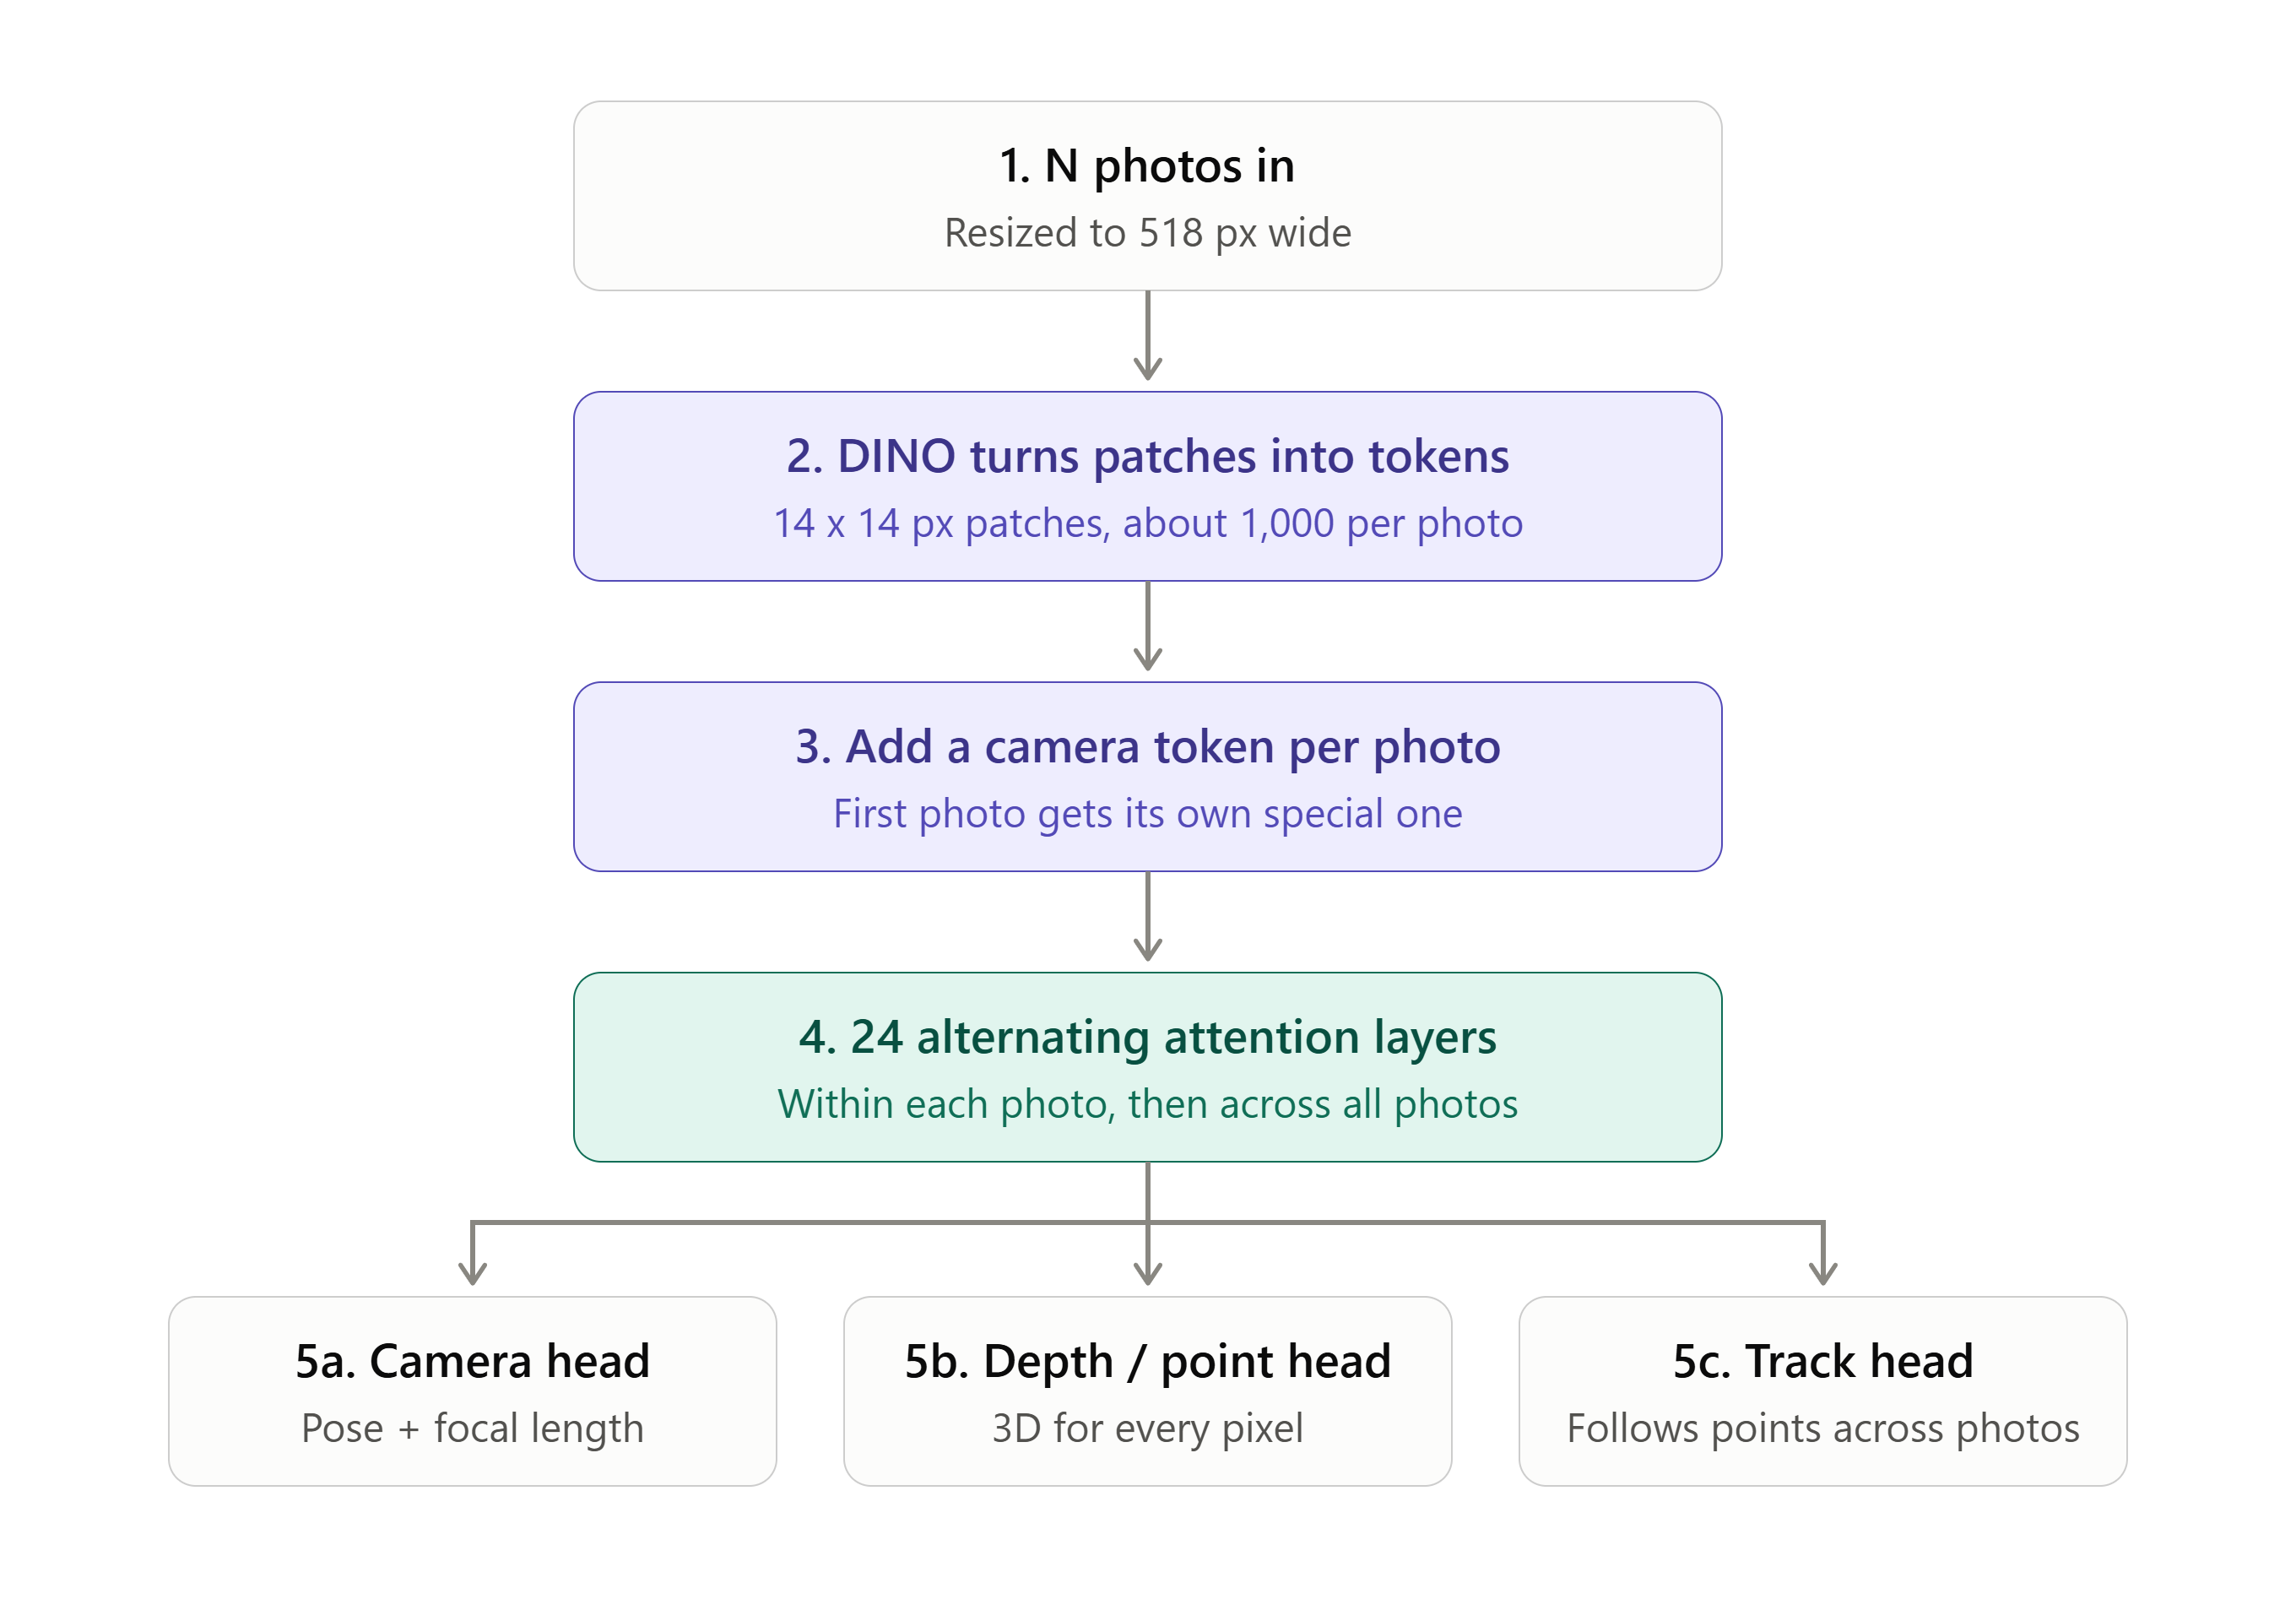 1. N photos in
Resized to 518 px wide
2. DINO turns patches into tokens
14 x 14 px patches, about 1,000 per photo
3. Add a camera token per photo
First photo gets its own special one
4. 24 alternating attention layers
Within each photo, then across all photos
5a. Camera head
Pose + focal length
5b. Depth / point head
3D for every pixel
5c. Track head
Follows points across photos